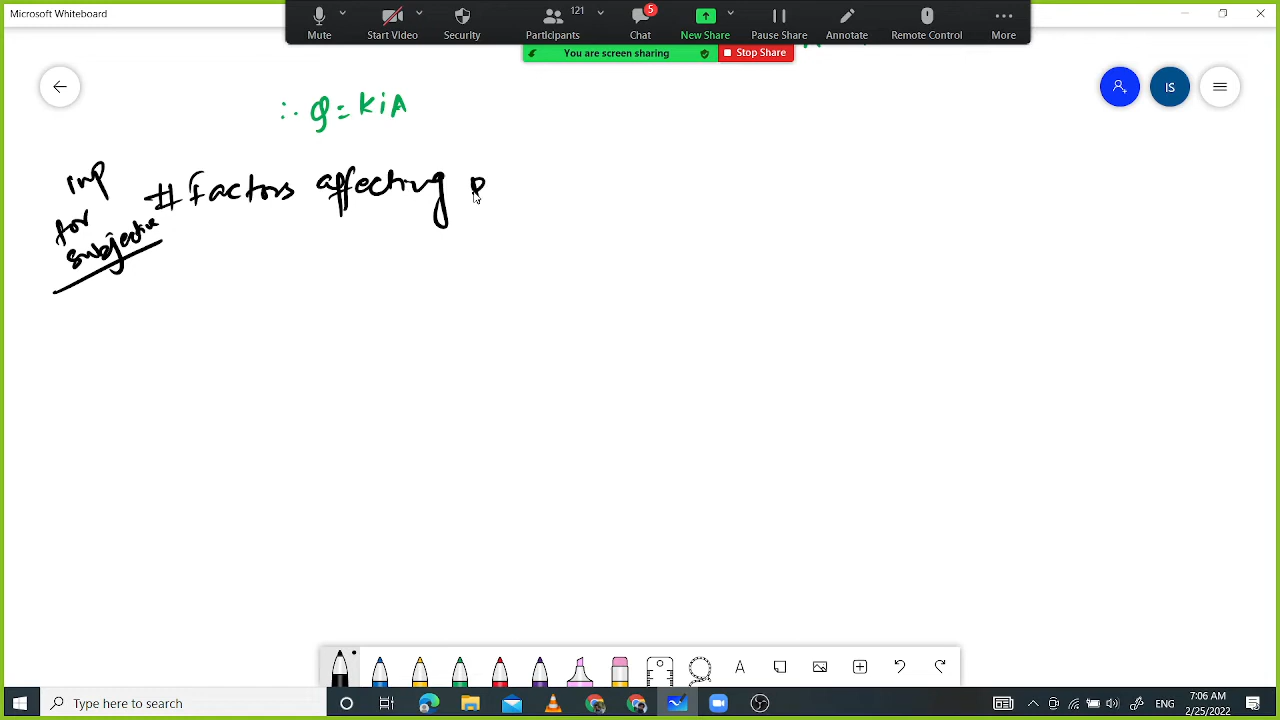 Microsoft Whiteboard
Mute
Start Video
Security
121
Participants
5
Chat
New Share
Pause Share
Annotate
Remote Control
More
You are screen sharing
Stop Share
IS
∴ Q = KiA
imp
for
subjective
# Factors affecting P
A
Type here to search
ENG
7:06 AM
2/25/2022